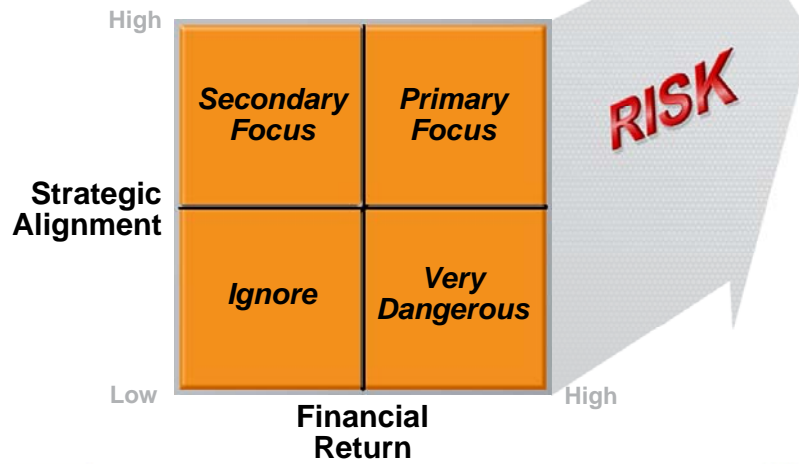 High
Secondary
Focus
Primary
Focus
RISK
Strategic
Alignment
Ignore
Very
Dangerous
Low
High
Financial
Return